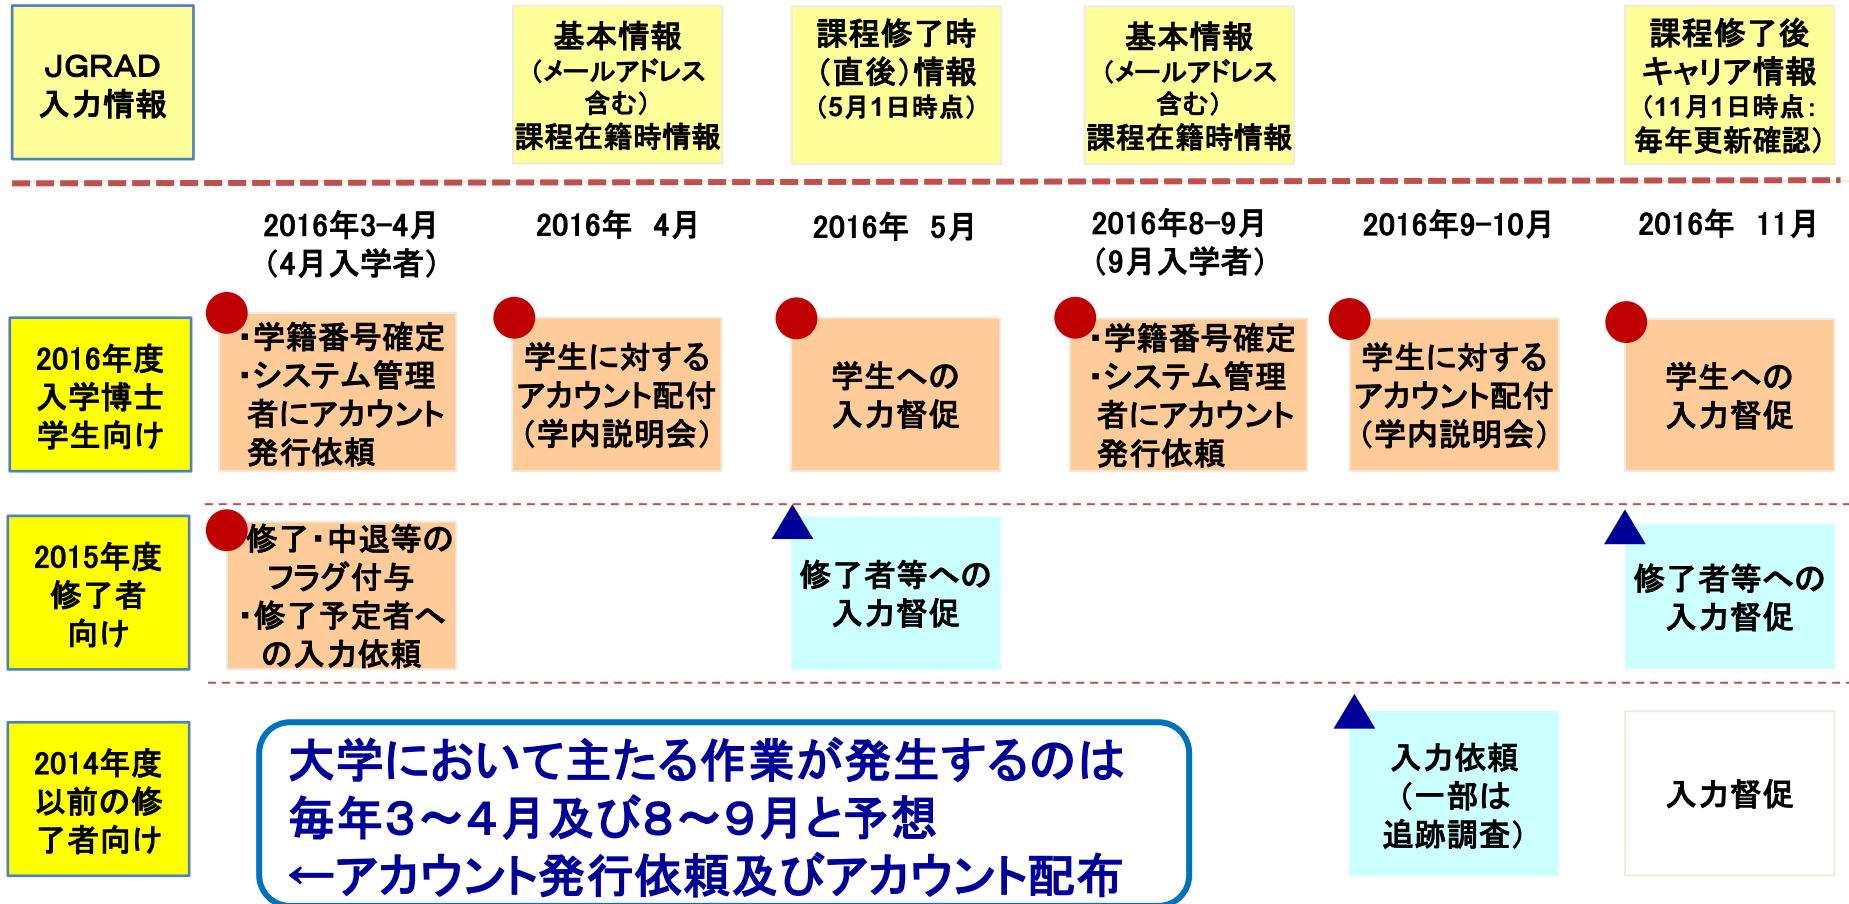 JGRAD
入力情報
基本情報
（メールアドレス
含む）
課程在籍時情報
課程修了時
（直後）情報
（5月1日時点）
基本情報
（メールアドレス
含む）
課程在籍時情報
課程修了後
キャリア情報
（11月1日時点：
毎年更新確認）
2016年3-4月
（4月入学者）
2016年 4月
2016年 5月
2016年8-9月
（9月入学者）
2016年9-10月
2016年 11月
2016年度
入学博士
学生向け
・学籍番号確定
・システム管理
者にアカウント
発行依頼
学生に対する
アカウント配付
（学内説明会）
学生への
入力督促
・学籍番号確定
・システム管理
者にアカウント
発行依頼
学生に対する
アカウント配付
（学内説明会）
学生への
入力督促
2015年度
修了者
向け
修了・中退等の
フラグ付与
・修了予定者へ
の入力依頼
修了者等への
入力督促
修了者等への
入力督促
2014年度
以前の修
了者向け
大学において主たる作業が発生するのは
毎年３～４月及び８～９月と予想
←アカウント発行依頼及びアカウント配布
入力依頼
（一部は
追跡調査）
入力督促